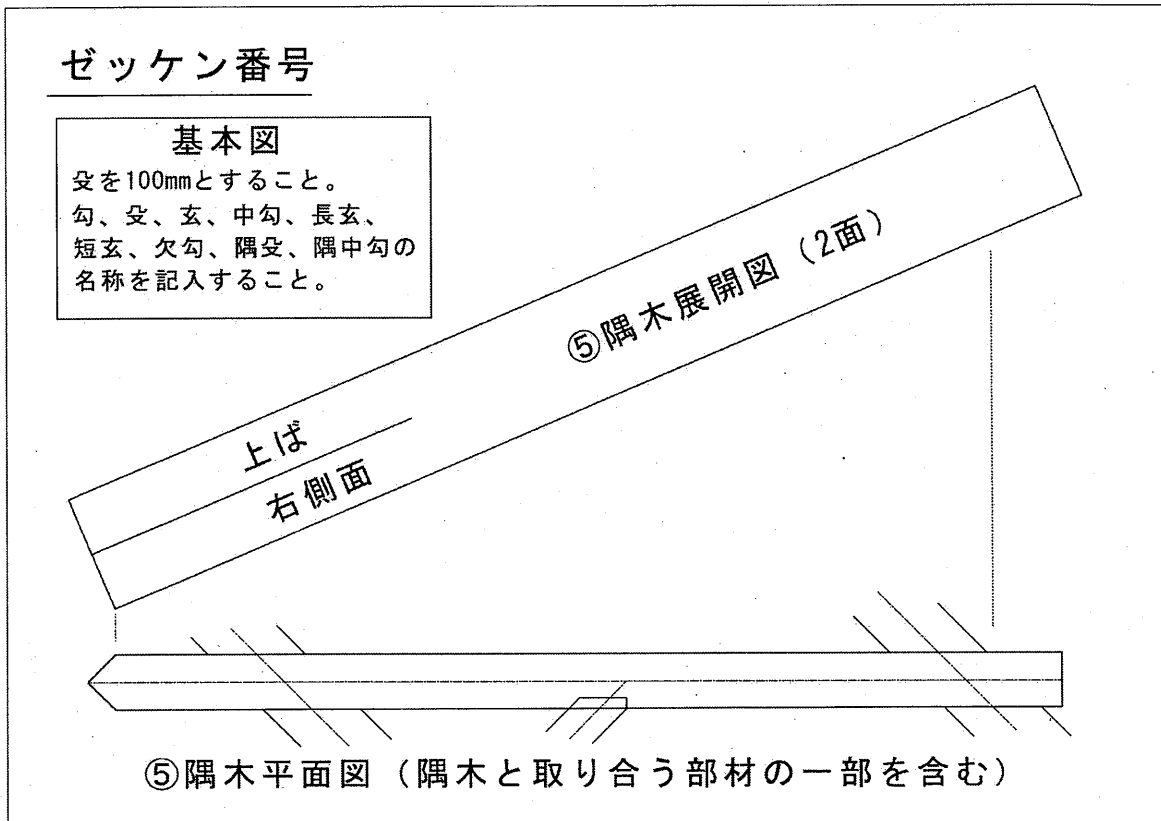 ゼッケン番号
基本図
殳を100mmとすること。
勾、殳、玄、中勾、長玄、
短玄、欠勾、隅殳、隅中勾の
名称を記入すること。
⑤隅木展開図(2面)
上ば
右側面
⑤隅木平面図(隅木と取り合う部材の一部を含む)